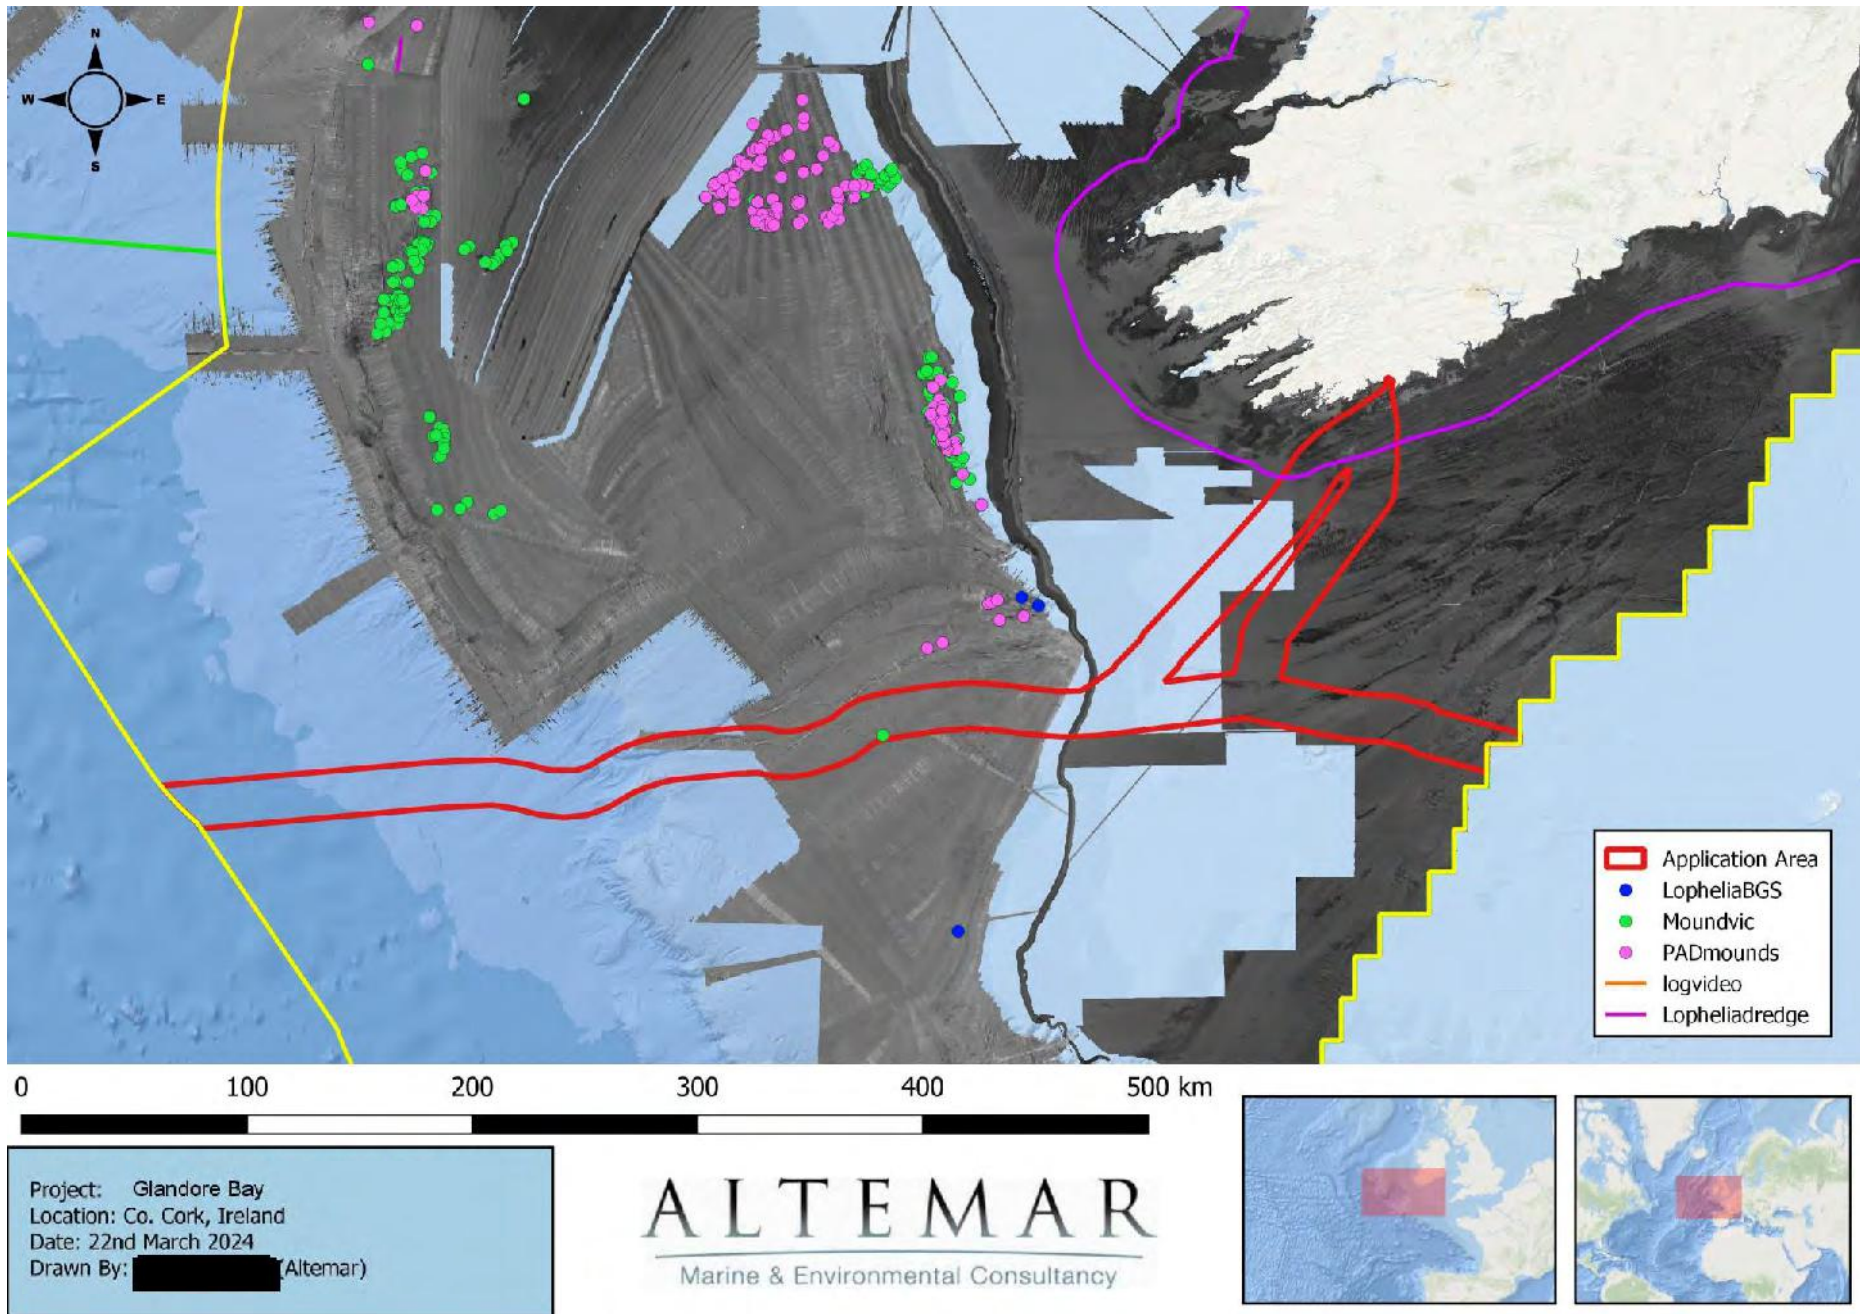 N
W
E
S
Application Area
LopheliaBGS
Moundvic
PADmounds
logvideo
Lopheliadredge
0 100 200 300 400 500 km
Project: Glandore Bay
Location: Co. Cork, Ireland
Date: 22nd March 2024
Drawn By: (Altemar)
ALTEMAR
Marine & Environmental Consultancy